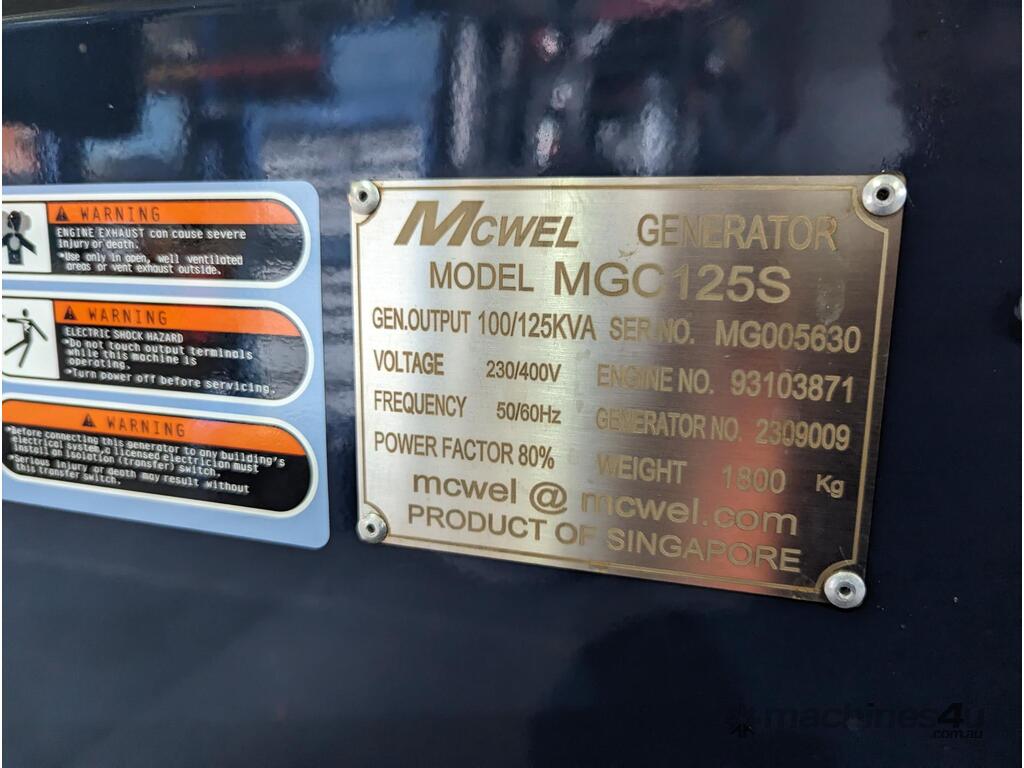 WARNING
ENGINE EXHAUST can cause severe
injury or death.
*Use only in open, well ventilated
areas or vent exhaust outside.
WARNING
ELECTRIC SHOCK HAZARD
*Do not touch output terminals
while this machine is
operating.
*Turn power off before servicing.
WARNING
*Before connecting this generator to any building's
electrical system, a licensed electrician must
install an isolation (transfer) switch.
*Serious injury or death may result without
this transfer switch.
MCWEL GENERATOR
MODEL MGC125S
GEN.OUTPUT 100/125KVA SER.NO. MG005630
VOLTAGE 230/400V ENGINE NO. 93103871
FREQUENCY 50/60Hz GENERATOR NO. 2309009
POWER FACTOR 80% WEIGHT 1800 Kg
mcwel @ mcwel.com
PRODUCT OF SINGAPORE
machines4u
.com.au